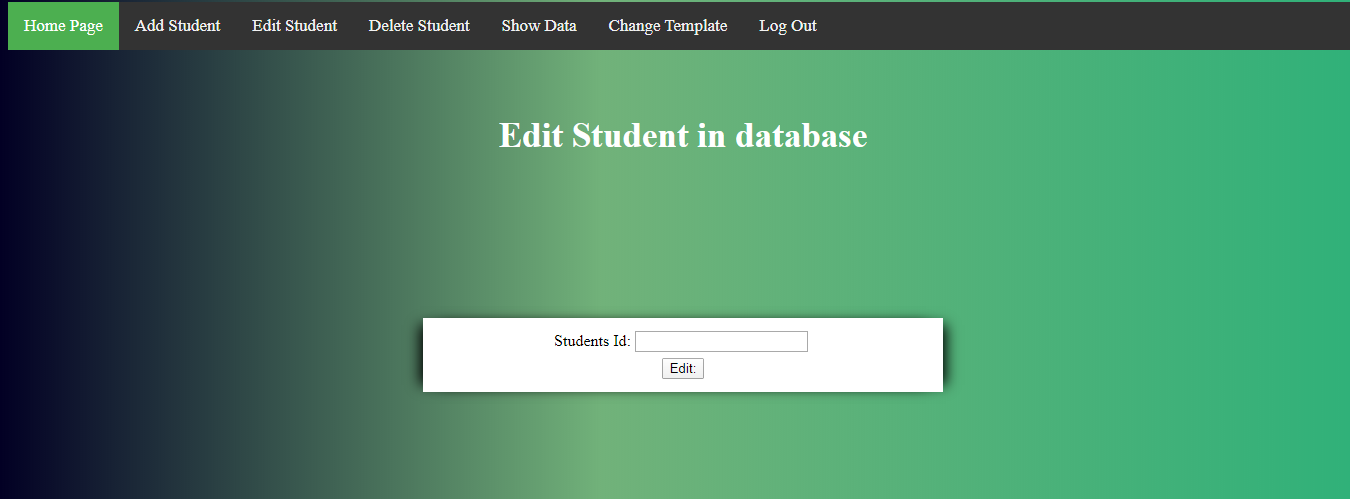 Home Page Add Student Edit Student Delete Student Show Data Change Template Log Out
Edit Student in database
Students Id:
Edit: